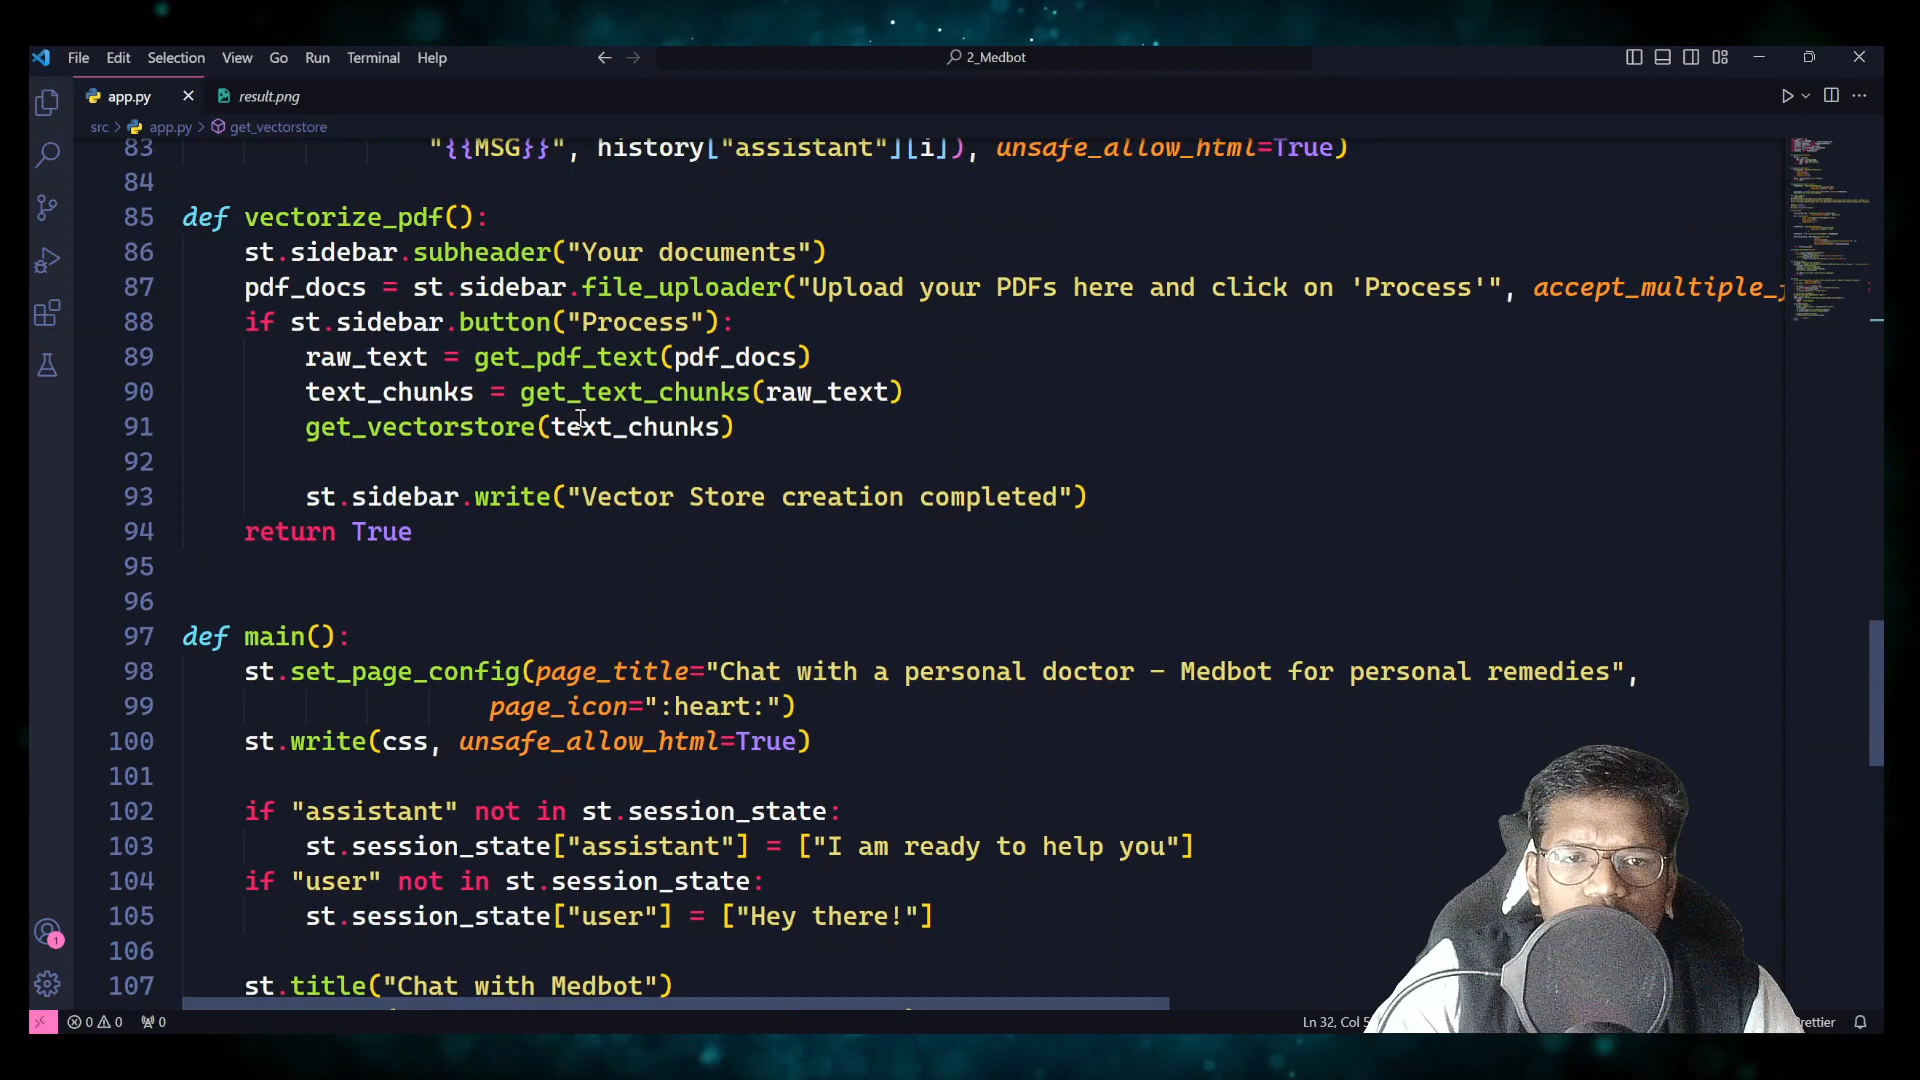 File Edit Selection View Go Run Terminal Help
2_Medbot
app.py
result.png
src > app.py > get_vectorstore
83 "{{MSG}}", history["assistant"][i]), unsafe_allow_html=True)
84
85 def vectorize_pdf():
86 st.sidebar.subheader("Your documents")
87 pdf_docs = st.sidebar.file_uploader("Upload your PDFs here and click on 'Process'", accept_multiple_
88 if st.sidebar.button("Process"):
89 raw_text = get_pdf_text(pdf_docs)
90 text_chunks = get_text_chunks(raw_text)
91 get_vectorstore(text_chunks)
92
93 st.sidebar.write("Vector Store creation completed")
94 return True
95
96
97 def main():
98 st.set_page_config(page_title="Chat with a personal doctor - Medbot for personal remedies",
99 page_icon=":heart:")
100 st.write(css, unsafe_allow_html=True)
101
102 if "assistant" not in st.session_state:
103 st.session_state["assistant"] = ["I am ready to help you"]
104 if "user" not in st.session_state:
105 st.session_state["user"] = ["Hey there!"]
106
107 st.title("Chat with Medbot")
1
0 0 0 Ln 32, Col 5